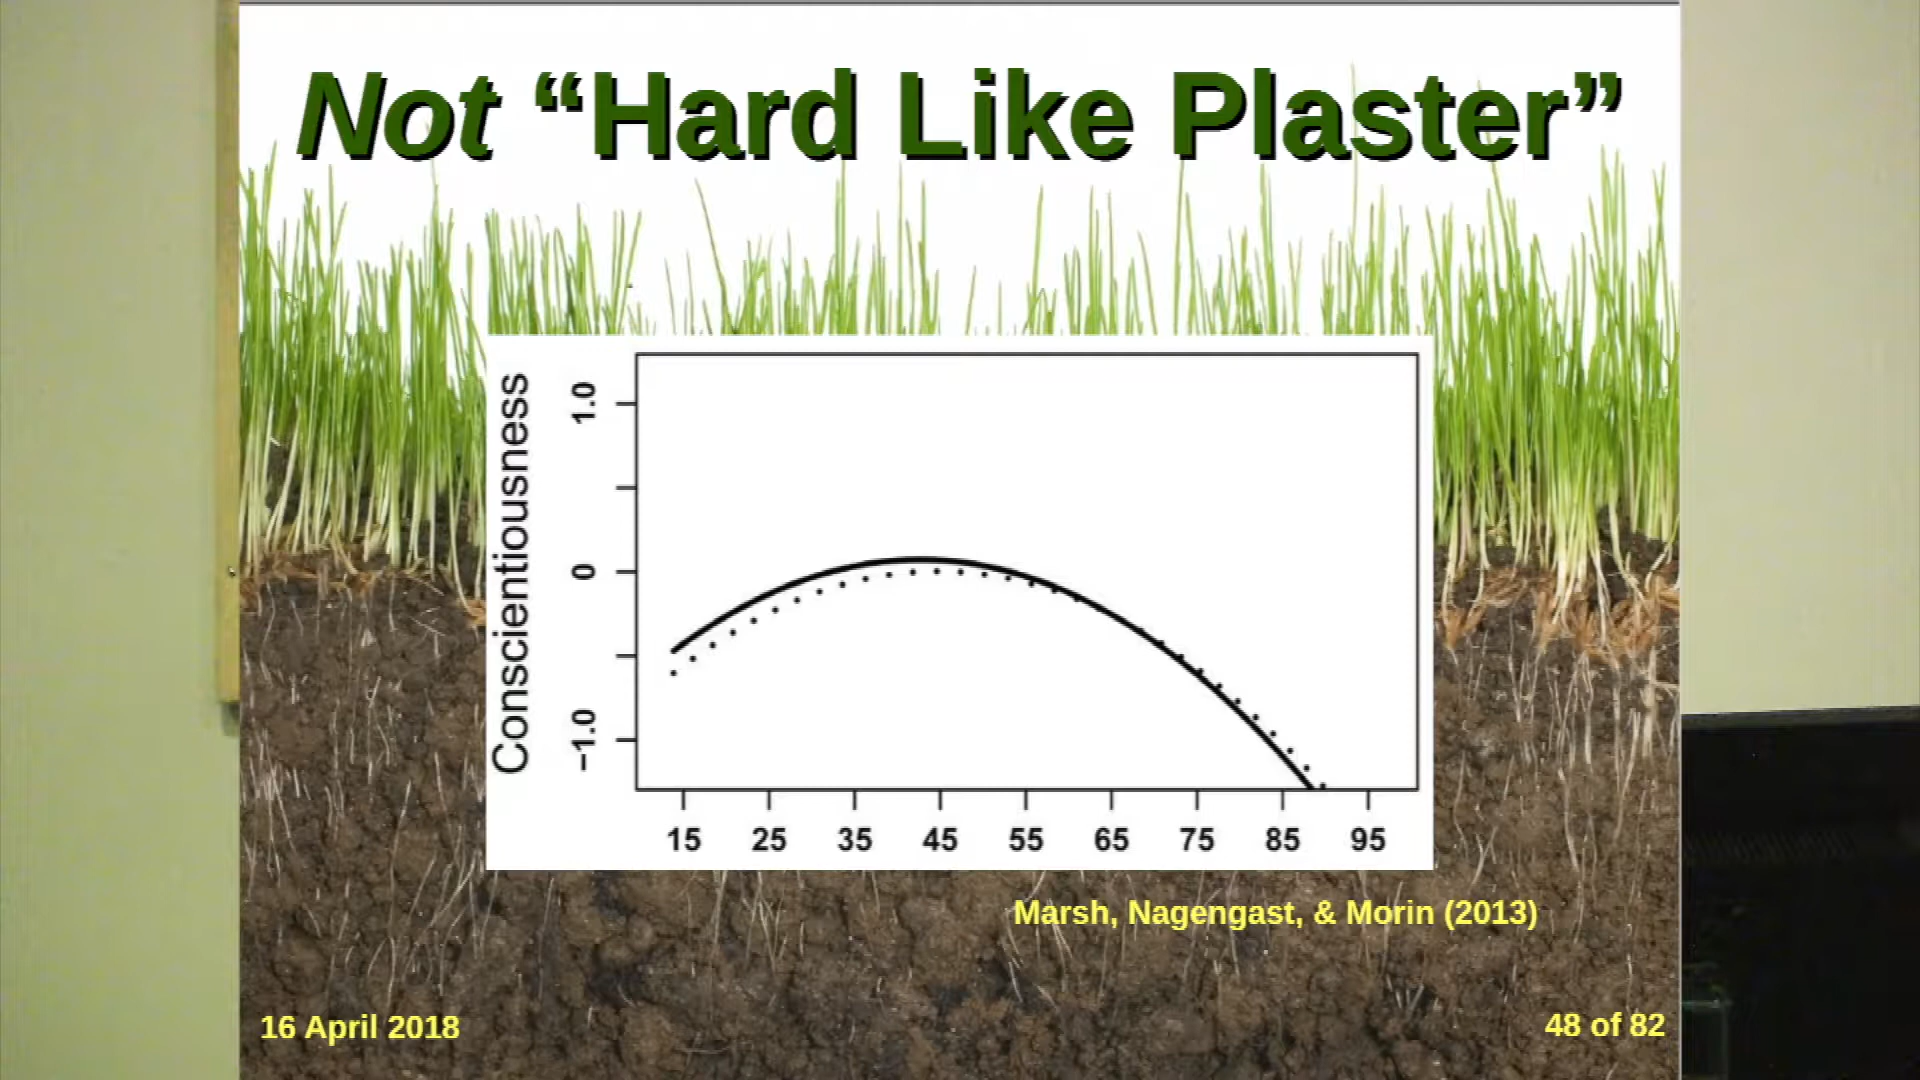 Not “Hard Like Plaster”
Conscientiousness
1.0
0
−1.0
15 25 35 45 55 65 75 85 95
Marsh, Nagengast, & Morin (2013)
16 April 2018
48 of 82